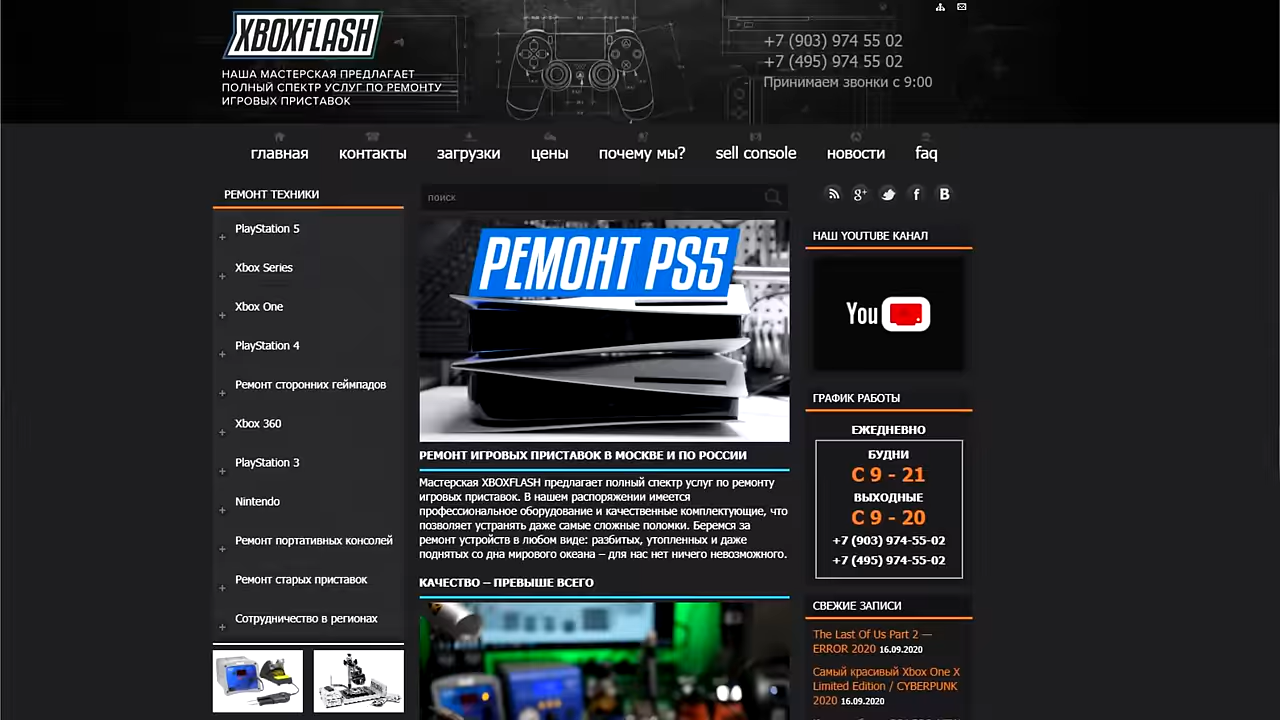 XBOXFLASH
НАША МАСТЕРСКАЯ ПРЕДЛАГАЕТ
ПОЛНЫЙ СПЕКТР УСЛУГ ПО РЕМОНТУ
ИГРОВЫХ ПРИСТАВОК
+7 (903) 974 55 02
+7 (495) 974 55 02
Принимаем звонки с 9:00
главная контакты загрузки цены почему мы? sell console новости faq
РЕМОНТ ТЕХНИКИ
PlayStation 5
Xbox Series
Xbox One
PlayStation 4
Ремонт сторонних геймпадов
Xbox 360
PlayStation 3
Nintendo
Ремонт портативных консолей
Ремонт старых приставок
Сотрудничество в регионах
поиск
РЕМОНТ PS5
РЕМОНТ ИГРОВЫХ ПРИСТАВОК В МОСКВЕ И ПО РОССИИ
Мастерская XBOXFLASH предлагает полный спектр услуг по ремонту
игровых приставок. В нашем распоряжении имеется
профессиональное оборудование и качественные комплектующие, что
позволяет устранять даже самые сложные поломки. Беремся за
ремонт устройств в любом виде: разбитых, утопленных и даже
поднятых со дна мирового океана – для нас нет ничего невозможного.
КАЧЕСТВО – ПРЕВЫШЕ ВСЕГО
НАШ YOUTUBE КАНАЛ
You
ГРАФИК РАБОТЫ
ЕЖЕДНЕВНО
БУДНИ
С 9 - 21
ВЫХОДНЫЕ
С 9 - 20
+7 (903) 974-55-02
+7 (495) 974-55-02
СВЕЖИЕ ЗАПИСИ
The Last Of Us Part 2 —
ERROR 2020 16.09.2020
Самый красивый Xbox One X
Limited Edition / CYBERPUNK
2020 16.09.2020